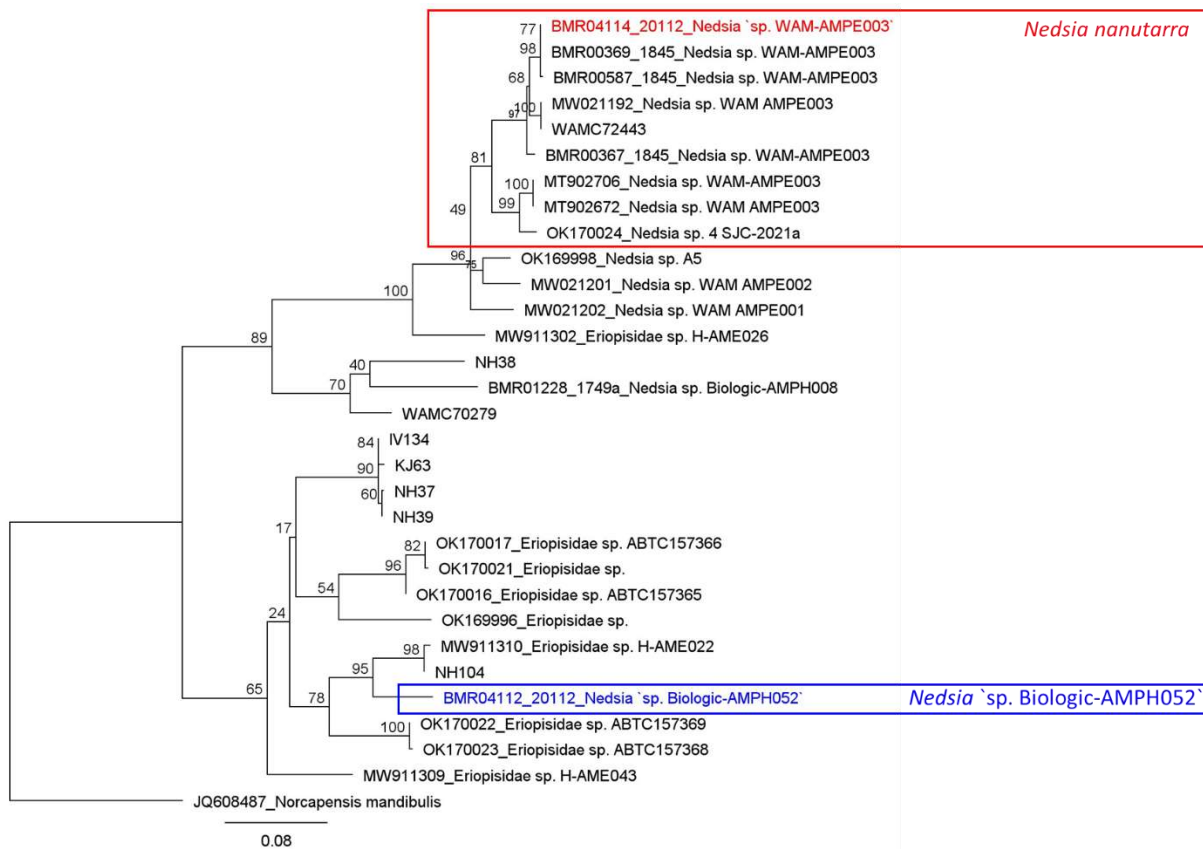 77
BMR04114_20112_Nedsia `sp. WAM-AMPE003`
Nedsia nanutarra
98
BMR00369_1845_Nedsia sp. WAM-AMPE003
68
BMR00587_1845_Nedsia sp. WAM-AMPE003
100
MW021192_Nedsia sp. WAM AMPE003
97
WAMC72443
81
BMR00367_1845_Nedsia sp. WAM-AMPE003
100
MT902706_Nedsia sp. WAM-AMPE003
99
MT902672_Nedsia sp. WAM AMPE003
49
OK170024_Nedsia sp. 4 SJC-2021a
96
75
OK169998_Nedsia sp. A5
MW021201_Nedsia sp. WAM AMPE002
100
MW021202_Nedsia sp. WAM AMPE001
89
MW911302_Eriopisidae sp. H-AME026
40
NH38
70
BMR01228_1749a_Nedsia sp. Biologic-AMPH008
WAMC70279
84
IV134
90
KJ63
60
NH37
NH39
17
82
OK170017_Eriopisidae sp. ABTC157366
96
OK170021_Eriopisidae sp.
54
OK170016_Eriopisidae sp. ABTC157365
24
OK169996_Eriopisidae sp.
98
MW911310_Eriopisidae sp. H-AME022
95
NH104
65
78
BMR04112_20112_Nedsia `sp. Biologic-AMPH052`
Nedsia `sp. Biologic-AMPH052`
100
OK170022_Eriopisidae sp. ABTC157369
OK170023_Eriopisidae sp. ABTC157368
MW911309_Eriopisidae sp. H-AME043
JQ608487_Norcapensis mandibulis
0.08